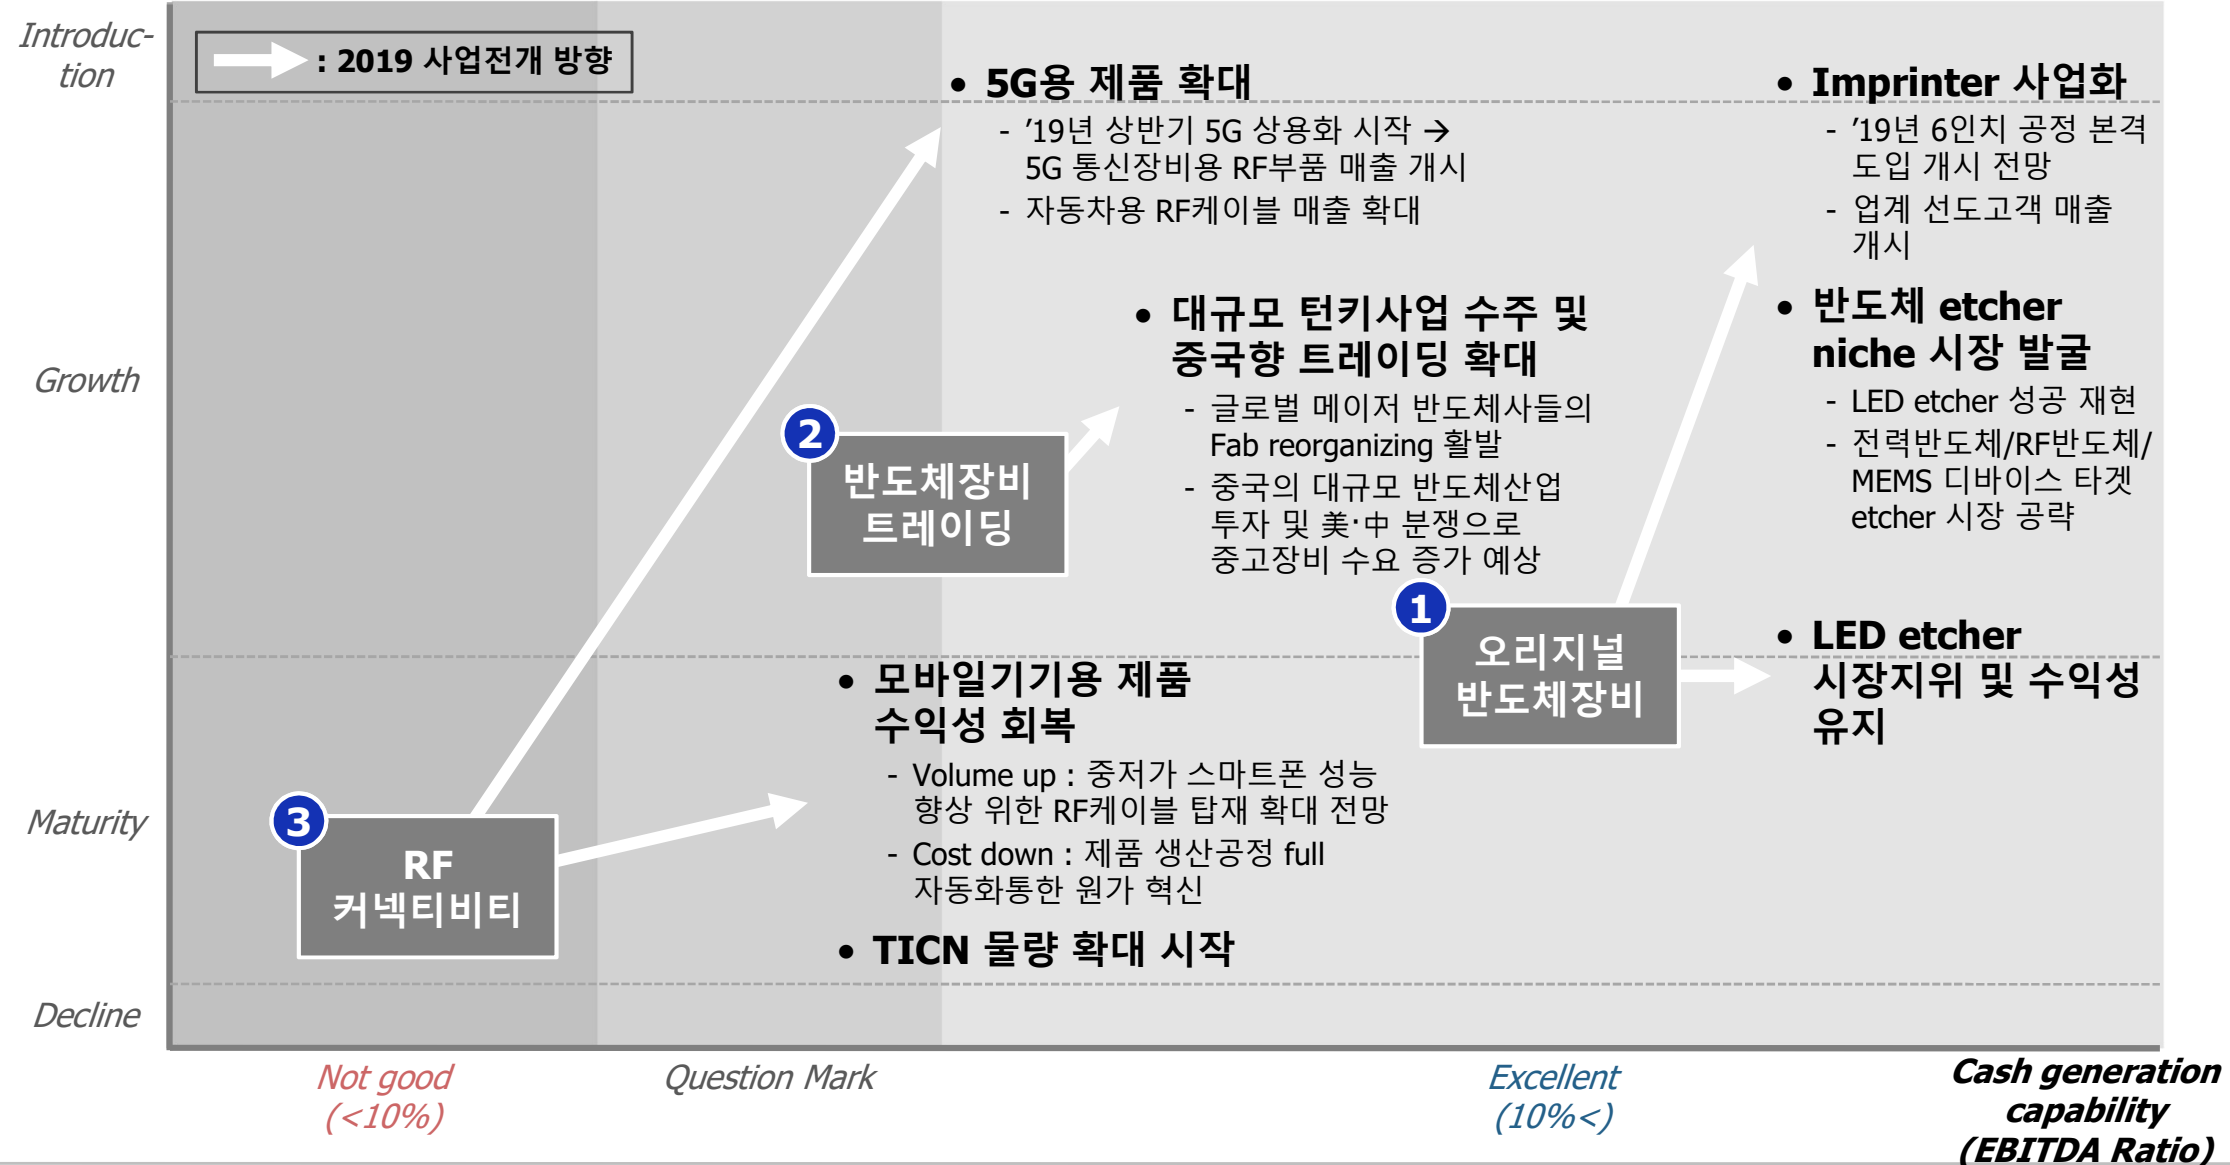 Introduc-
tion
: 2019 사업전개 방향
• 5G용 제품 확대
- ’19년 상반기 5G 상용화 시작 →
5G 통신장비용 RF부품 매출 개시
- 자동차용 RF케이블 매출 확대
• Imprinter 사업화
- ’19년 6인치 공정 본격
도입 개시 전망
- 업계 선도고객 매출
개시
• 반도체 etcher
niche 시장 발굴
- LED etcher 성공 재현
- 전력반도체/RF반도체/
MEMS 디바이스 타겟
etcher 시장 공략
Growth
• 대규모 턴키사업 수주 및
중국향 트레이딩 확대
- 글로벌 메이저 반도체사들의
Fab reorganizing 활발
- 중국의 대규모 반도체산업
투자 및 美·中 분쟁으로
중고장비 수요 증가 예상
2
반도체장비
트레이딩
1
오리지널
반도체장비
• LED etcher
시장지위 및 수익성
유지
Maturity
• 모바일기기용 제품
수익성 회복
- Volume up : 중저가 스마트폰 성능
향상 위한 RF케이블 탑재 확대 전망
- Cost down : 제품 생산공정 full
자동화통한 원가 혁신
• TICN 물량 확대 시작
3
RF
커넥티비티
Decline
Not good
(<10%)
Question Mark
Excellent
(10%<)
Cash generation
capability
(EBITDA Ratio)